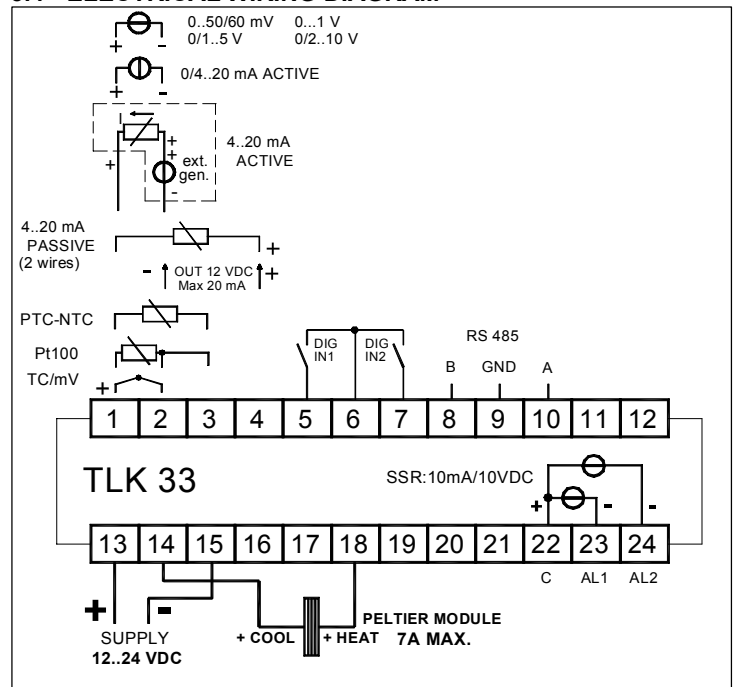 0..50/60 mV 0...1 V
0/1..5 V 0/2..10 V
+ -
0/4..20 mA ACTIVE
+ -
I
+
+
4..20 mA
ACTIVE
+
ext.
gen.
-
4..20 mA
PASSIVE
(2 wires)
+
- OUT 12 VDC +
Max 20 mA
PTC-NTC
Pt100
TC/mV
+
DIG
IN1
DIG
IN2
RS 485
B GND A
1 2 3 4 5 6 7 8 9 10 11 12
TLK 33
SSR:10mA/10VDC
+ - -
13 14 15 16 17 18 19 20 21 22 23 24
C AL1 AL2
+ -
SUPPLY
12..24 VDC
+ COOL + HEAT
PELTIER MODULE
7A MAX.